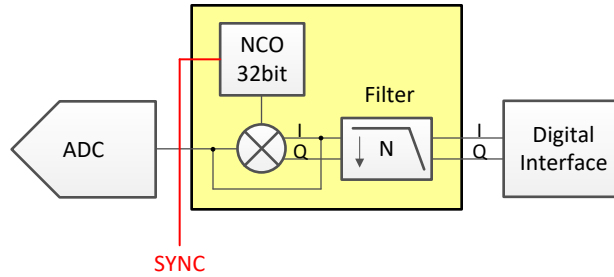 NCO
32bit
Filter
ADC
I
Q
N
I
Q
Digital
Interface
SYNC